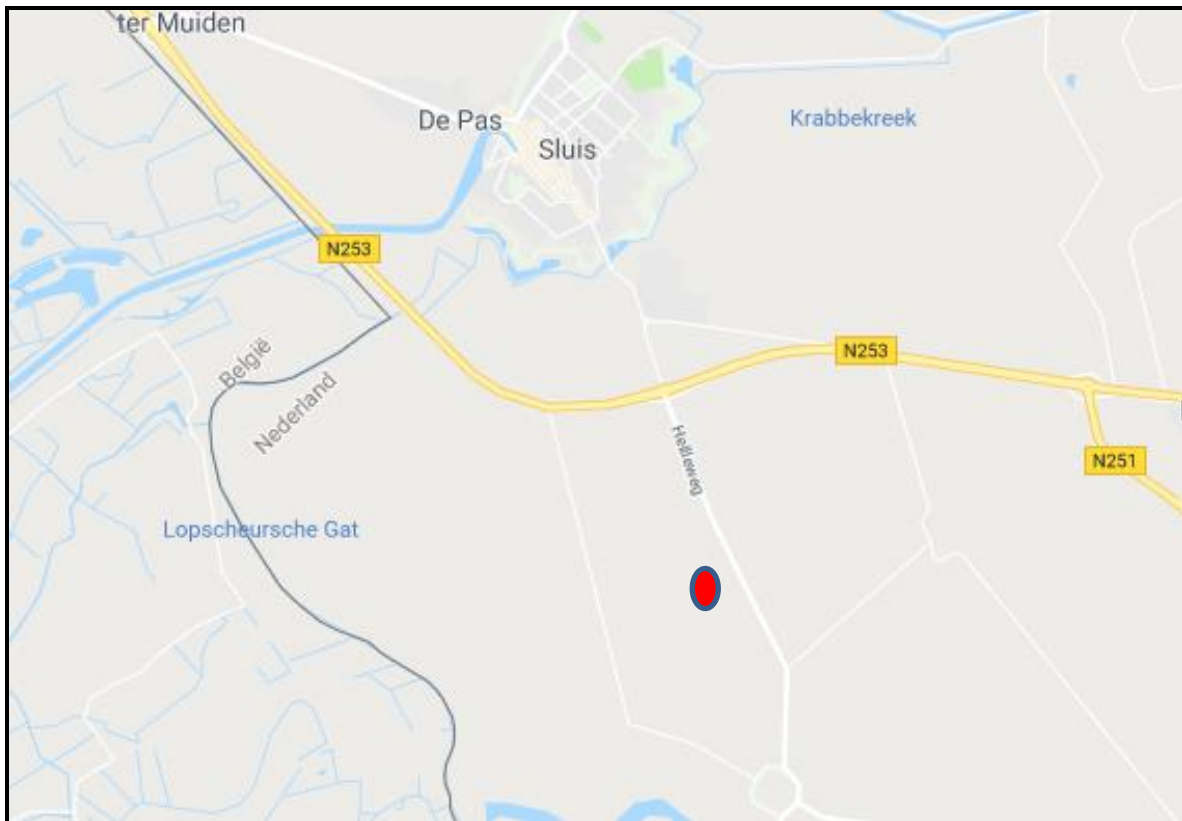 ter Muiden
De Pas
Sluis
Krabbekreek
N253
België
Nederland
N253
Heilleweg
N251
Lopscheursche Gat